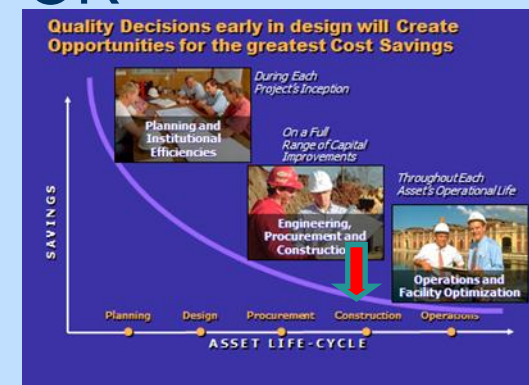 OR
Quality Decisions early in design will Create
Opportunities for the greatest Cost Savings
During Each
Project's Inception
Planning and
Institutional
Efficiencies
On a Full
Range of Capital
Improvements
Engineering,
Procurement and
Construction
Throughout Each
Asset's Operational Life
Operations and
Facility Optimization
SAVINGS
Planning Design Procurement Construction Operations
ASSET LIFE-CYCLE